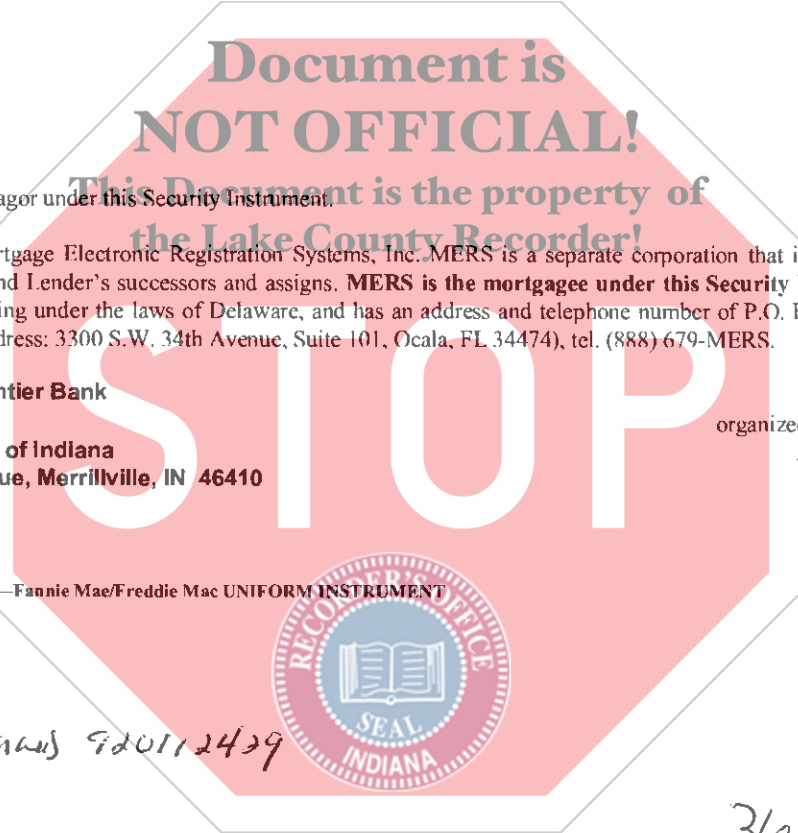 Document is
NOT OFFICIAL!
This Document is the property of
the Lake County Recorder!
agor under this Security Instrument.
rtgage Electronic Registration Systems, Inc. MERS is a separate corporation that i
nd Lender's successors and assigns. MERS is the mortgagee under this Security
ing under the laws of Delaware, and has an address and telephone number of P.O.
dress: 3300 S.W. 34th Avenue, Suite 101, Ocala, FL 34474), tel. (888) 679-MERS.
ntier Bank
organize
of Indiana
ue, Merrillville, IN 46410
STOP
—Fannie Mae/Freddie Mac UNIFORM INSTRUMENT
RECORDER'S OFFICE
SEAL
INDIANA
920112429